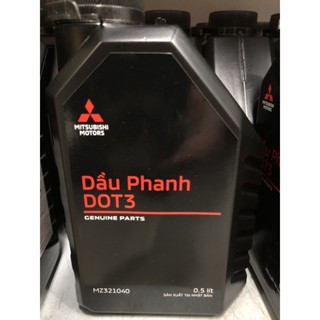 MITSUBISHI
MOTORS
Dầu Phanh
DOT3
GENUINE PARTS
MZ321040
0,5 lít
SẢN XUẤT TẠI NHẬT BẢN